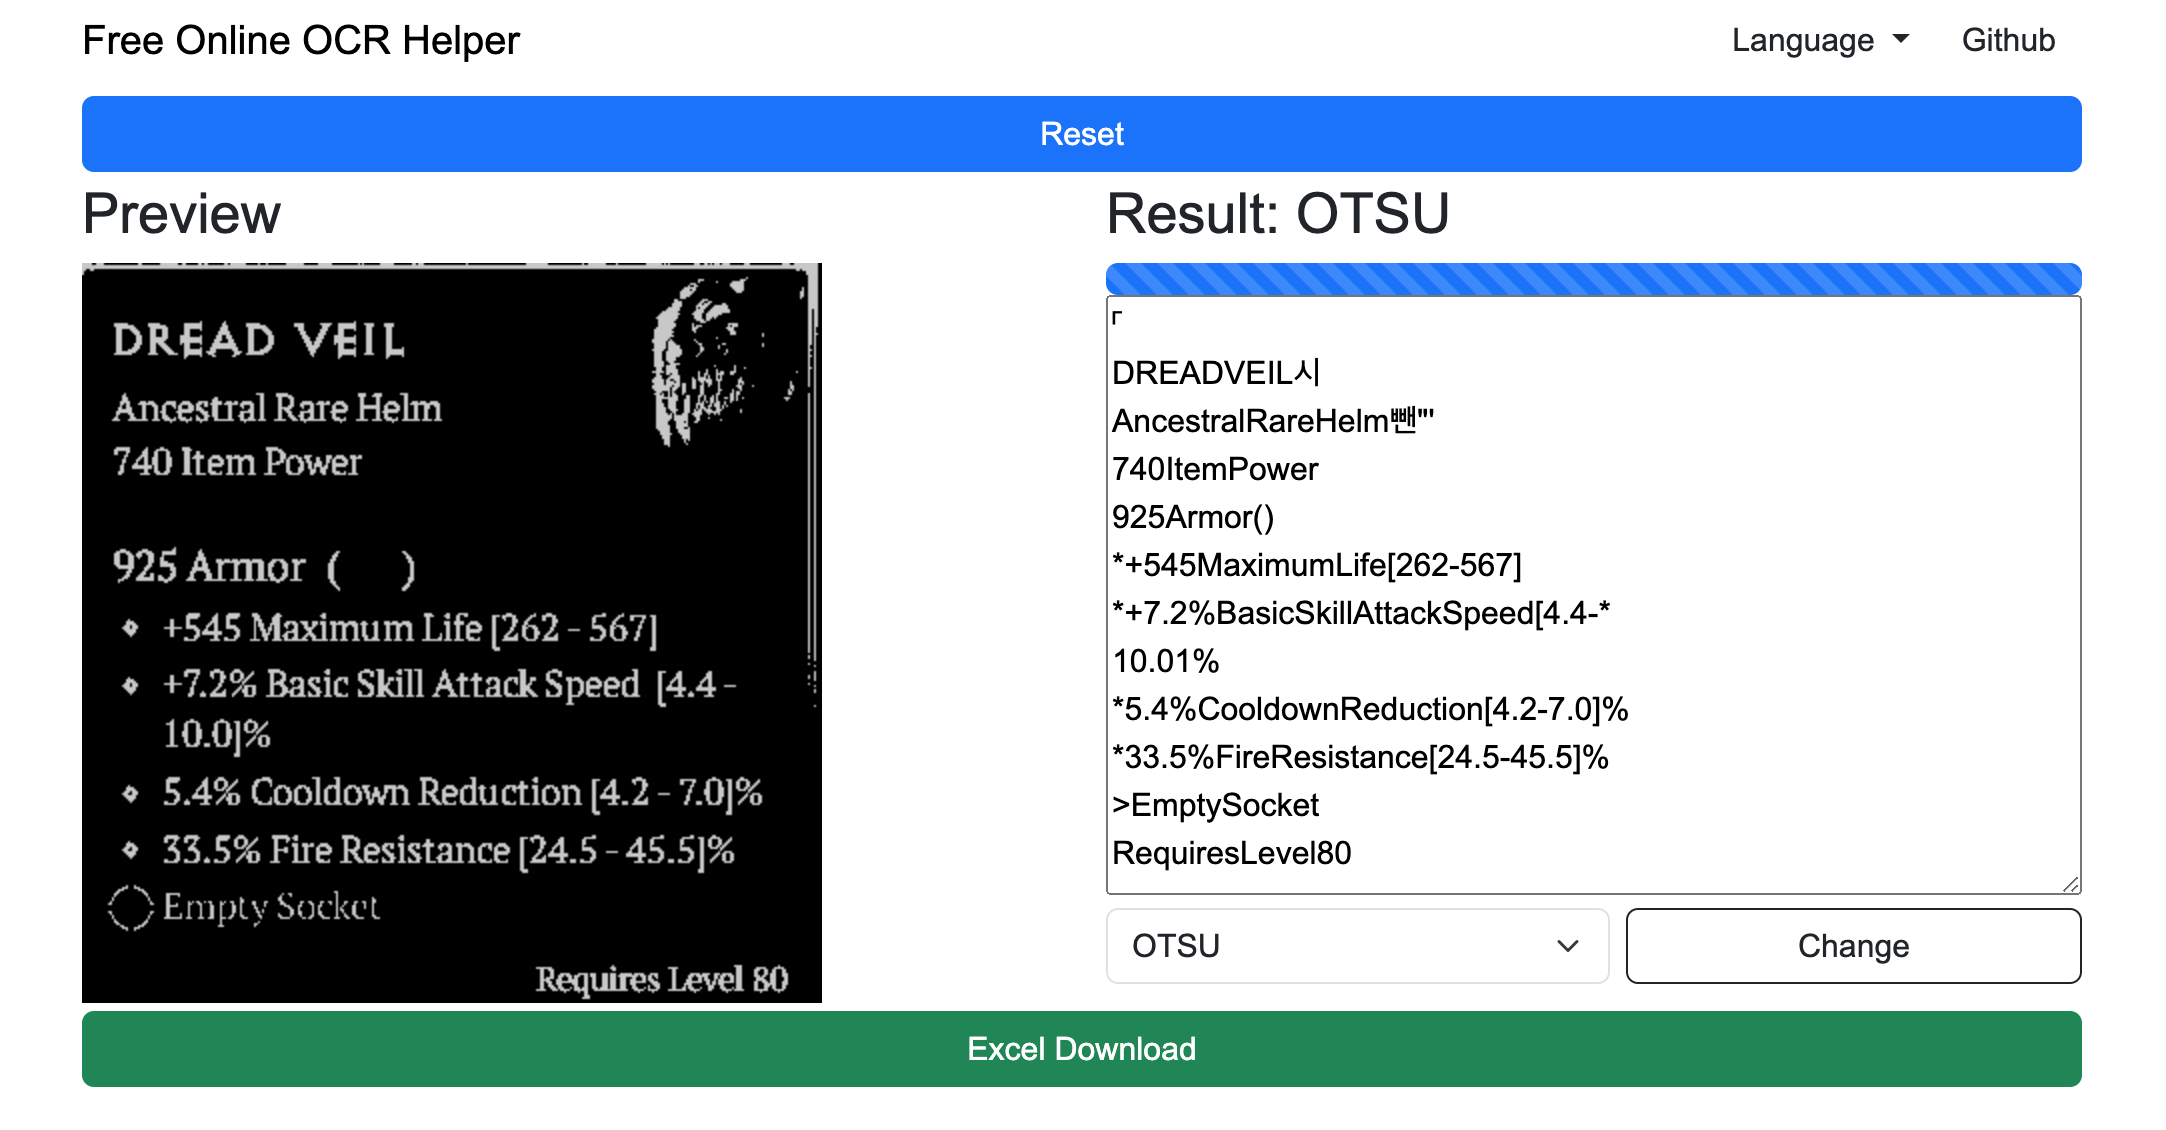 Free Online OCR Helper
Language
Github
Reset
Preview
DREAD VEIL
Ancestral Rare Helm
740 Item Power
925 Armor ( )
+545 Maximum Life [262 - 567]
+7.2% Basic Skill Attack Speed [4.4 -
10.0]%
5.4% Cooldown Reduction [4.2 - 7.0]%
33.5% Fire Resistance [24.5 - 45.5]%
Empty Socket
Requires Level 80
Result: OTSU
「
DREADVEIL시
AncestralRareHelm뺀"'
740ItemPower
925Armor()
*+545MaximumLife[262-567]
*+7.2%BasicSkillAttackSpeed[4.4-*
10.01%
*5.4%CooldownReduction[4.2-7.0]%
*33.5%FireResistance[24.5-45.5]%
>EmptySocket
RequiresLevel80
OTSU
Change
Excel Download